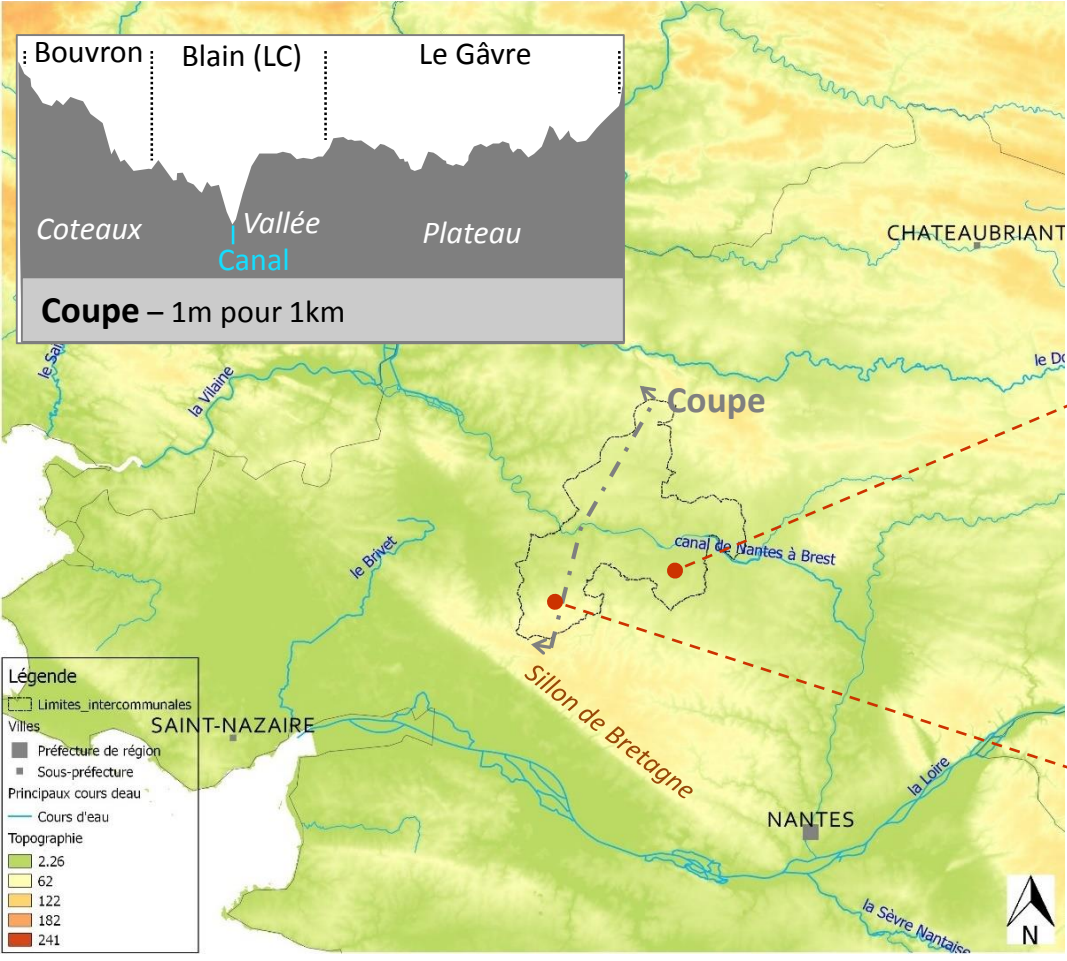 Bouvron
Blain (LC)
Le Gâvre
Coteaux
Vallée
Plateau
Canal
Coupe – 1m pour 1km
CHATEAUBRIANT
la Vilaine
Coupe
canal de Nantes à Brest
le Brivet
Sillon de Bretagne
SAINT-NAZAIRE
la Loire
NANTES
la Sèvre Nantaise
Légende
Limites_intercommunales
Villes
Préfecture de région
Sous-préfecture
Principaux cours deau
Cours d'eau
Topographie
2.26
62
122
182
241
N